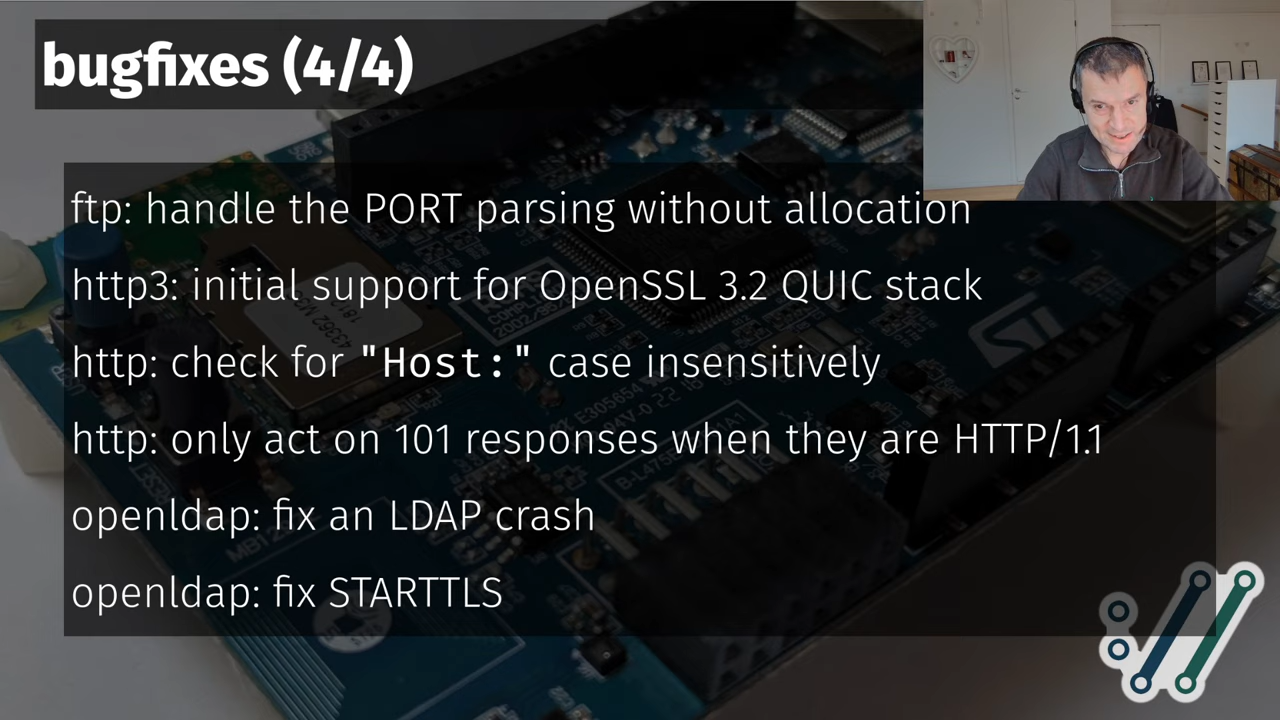 bugfixes (4/4)
ftp: handle the PORT parsing without allocation
http3: initial support for OpenSSL 3.2 QUIC stack
http: check for "Host:" case insensitively
http: only act on 101 responses when they are HTTP/1.1
openldap: fix an LDAP crash
openldap: fix STARTTLS